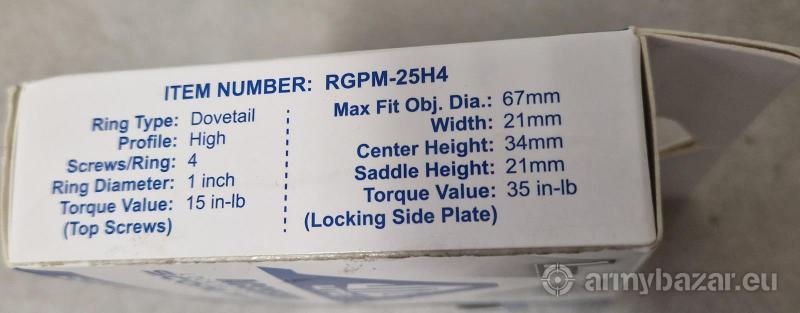 ITEM NUMBER: RGPM-25H4
Ring Type: Dovetail
Profile: High
Screws/Ring: 4
Ring Diameter: 1 inch
Torque Value: 15 in-lb
(Top Screws)
Max Fit Obj. Dia.: 67mm
Width: 21mm
Center Height: 34mm
Saddle Height: 21mm
Torque Value: 35 in-lb
(Locking Side Plate)
armybazar.eu